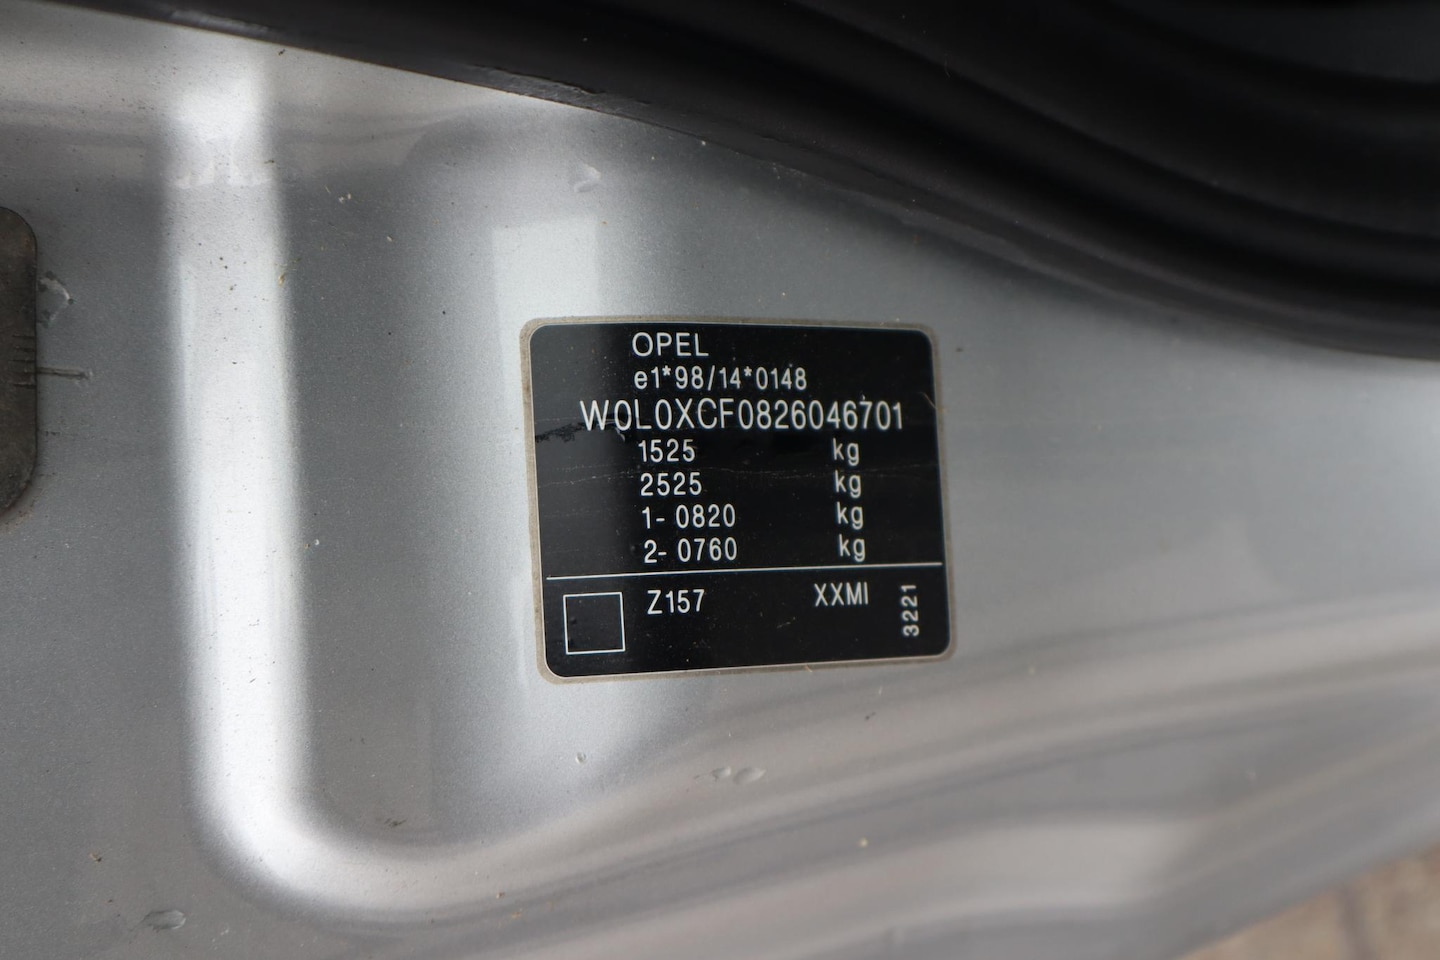 OPEL
e1*98/14*0148
W0L0XCF0826046701
1525 kg
2525 kg
1- 0820 kg
2- 0760 kg
Z157 XXMI
3221